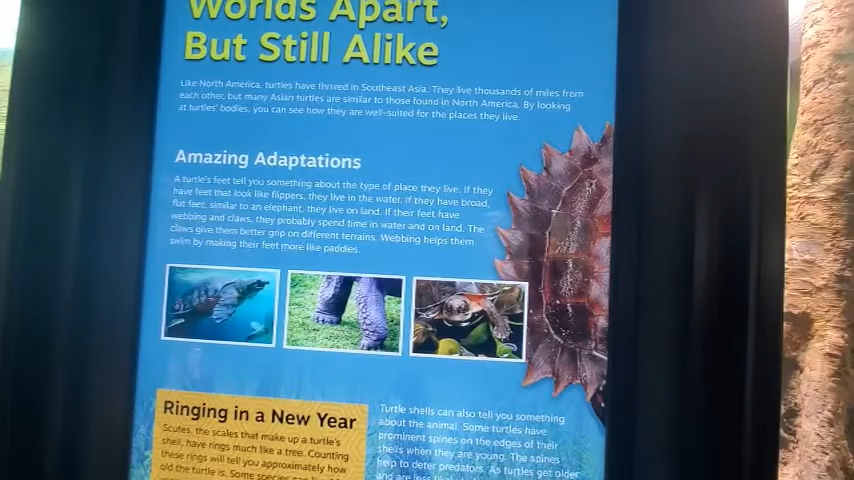 Worlds Apart,
But Still Alike
Like North America, turtles have thrived in Southeast Asia. They live thousands of miles from
each other, but many Asian turtles are similar to those found in North America. By looking
at turtles' bodies, you can see how they are well-suited for the places they live.
Amazing Adaptations
A turtle's feet tell you something about the type of place they live. If they
have feet that look like flippers, they live in the water. If they have broad,
flat feet, similar to an elephant, they live on land. If their feet have
webbing and claws, they probably spend time in water and on land. The
claws give them better grip on different terrains. Webbing helps them
swim by making their feet more like paddles.
Ringing in a New Year
Scutes, the scales that make up a turtle's
shell, have rings much like a tree. Counting
these rings will tell you approximately how
old the turtle is. Some species can
Turtle shells can also tell you something
about the animal. Some turtles have
prominent spines on the edges of their
shells when they are young. The spines
help to deter predators. As turtles get older
and are less